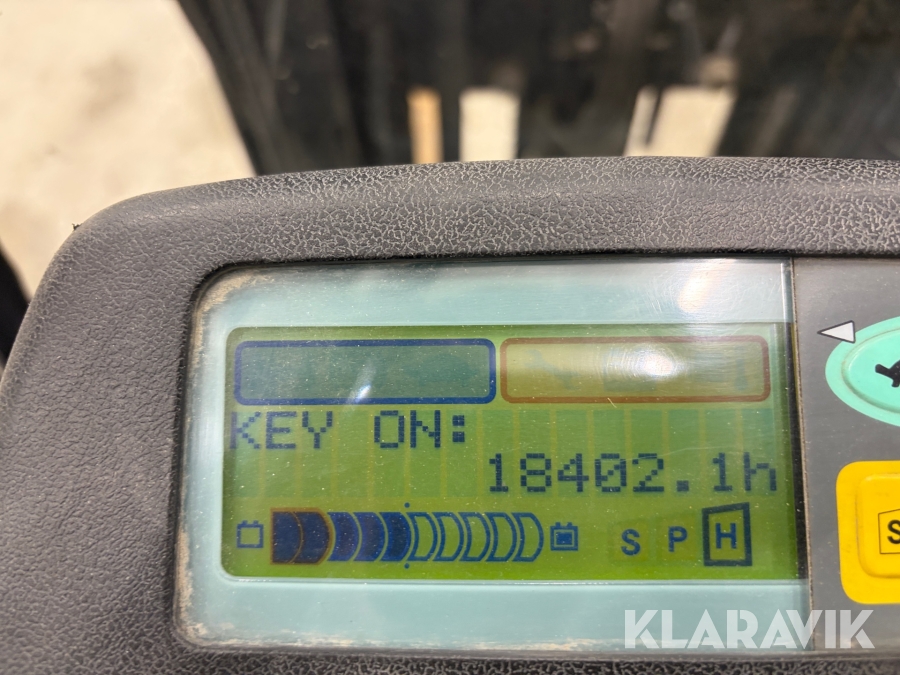 KEY ON:
18402.1h
S P H
S
KLARAVIK